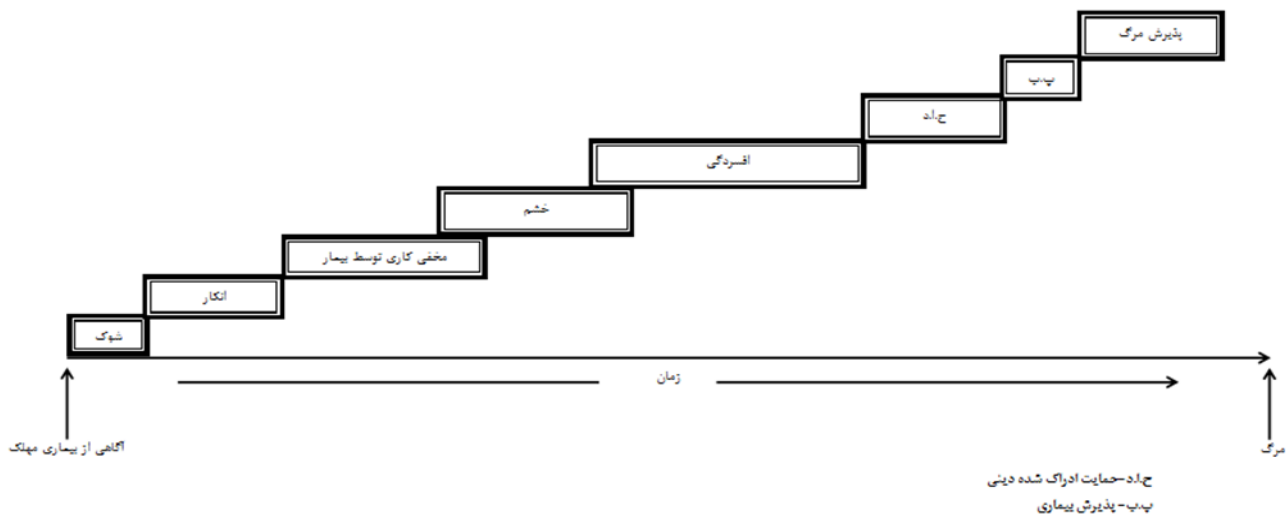 پذیرش مرگ
پ.ب
ح.ا.د
افسردگی
خشم
مخفی کاری توسط بیمار
انکار
شوک
زمان
آگاهی از بیماری مهلک
مرگ
ح.ا.د-حمایت ادراک شده دینی
پ.ب- پذیرش بیماری